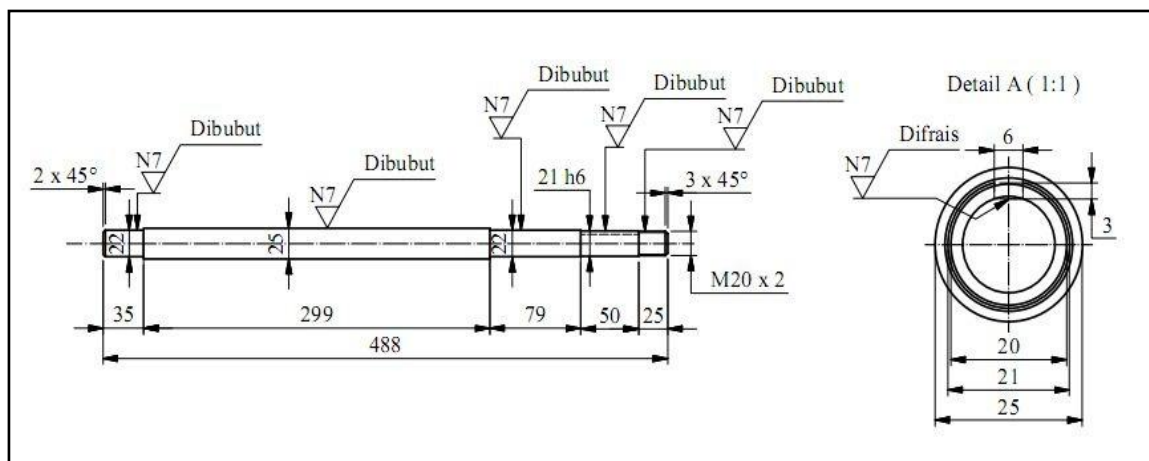 Dibubut
Dibubut
Dibubut
Detail A ( 1:1 )
N7
N7
N7
Dibubut
N7
Difrais
6
2 x 45°
N7
Dibubut
21 h6
3 x 45°
N7
22
25
22
3
M20 x 2
35
299
79
50
25
488
20
21
25